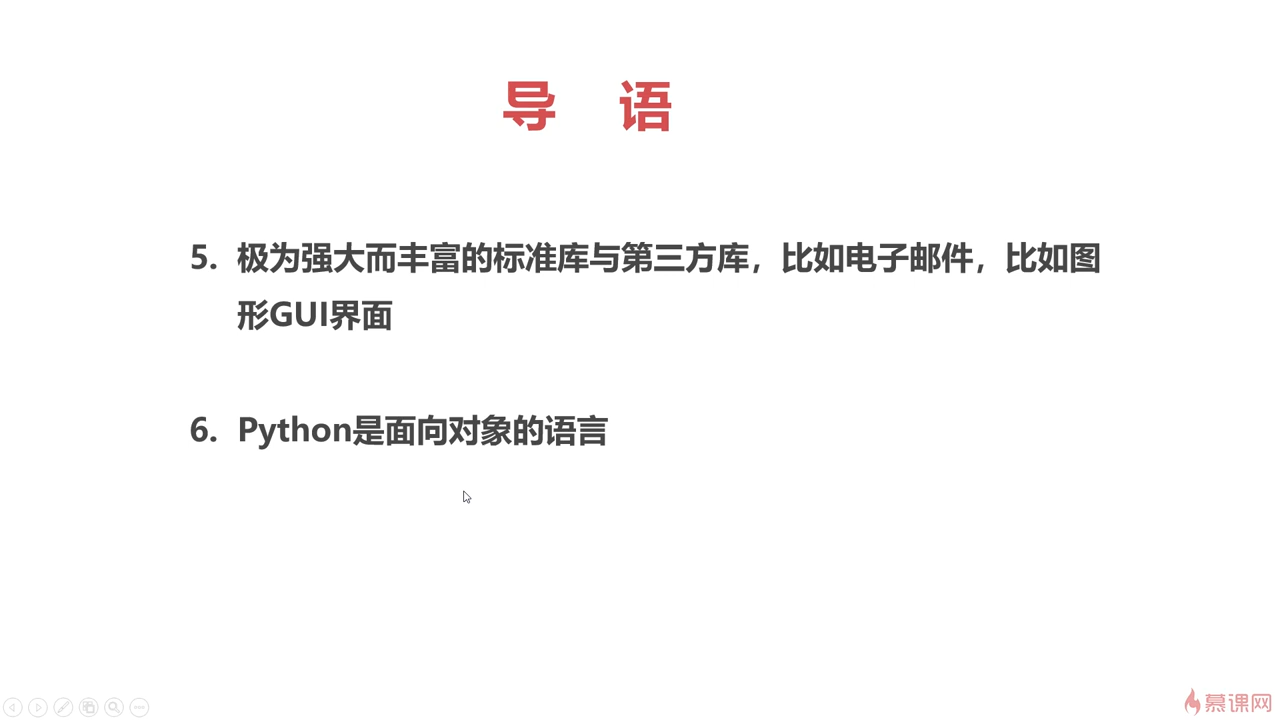 导 语
5. 极为强大而丰富的标准库与第三方库，比如电子邮件，比如图
形GUI界面
6. Python是面向对象的语言
慕课网